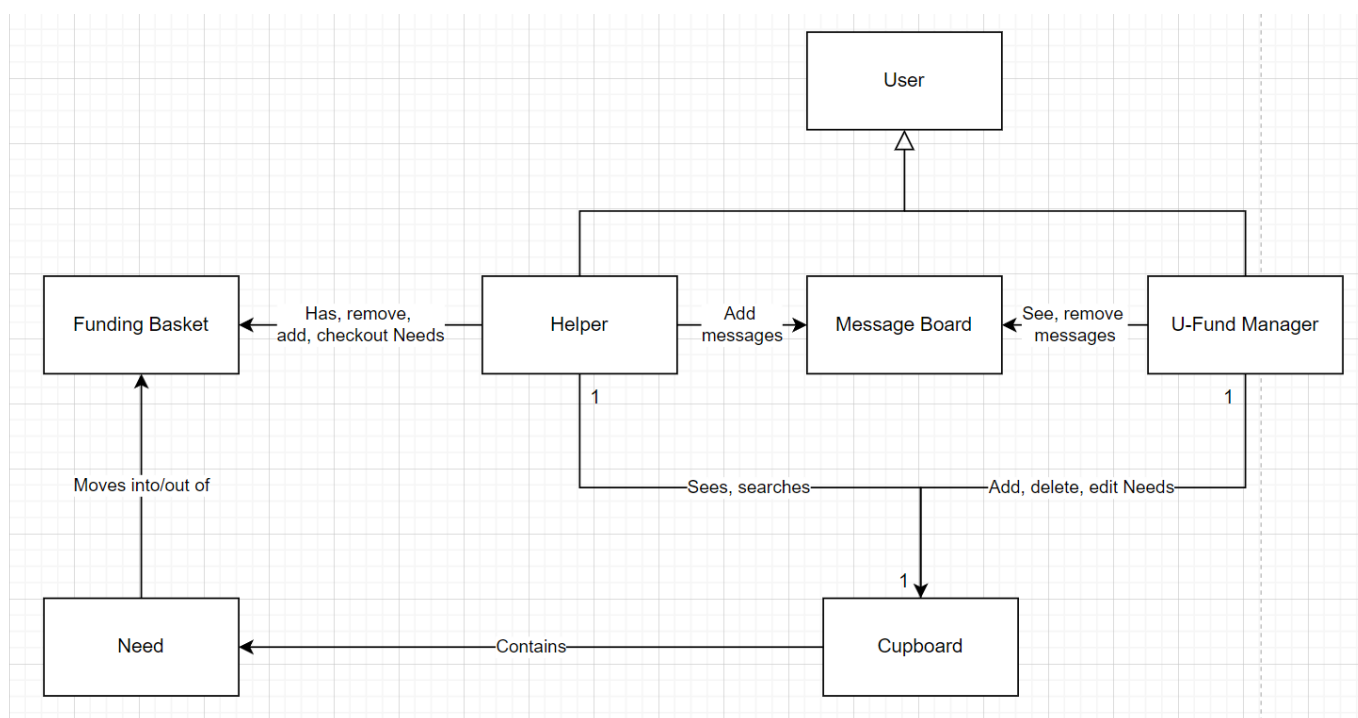 User
Funding Basket
Has, remove,
add, checkout Needs
Helper
Add
messages
Message Board
See, remove
messages
U-Fund Manager
1
1
Moves into/out of
Sees, searches
Add, delete, edit Needs
1
Need
Contains
Cupboard